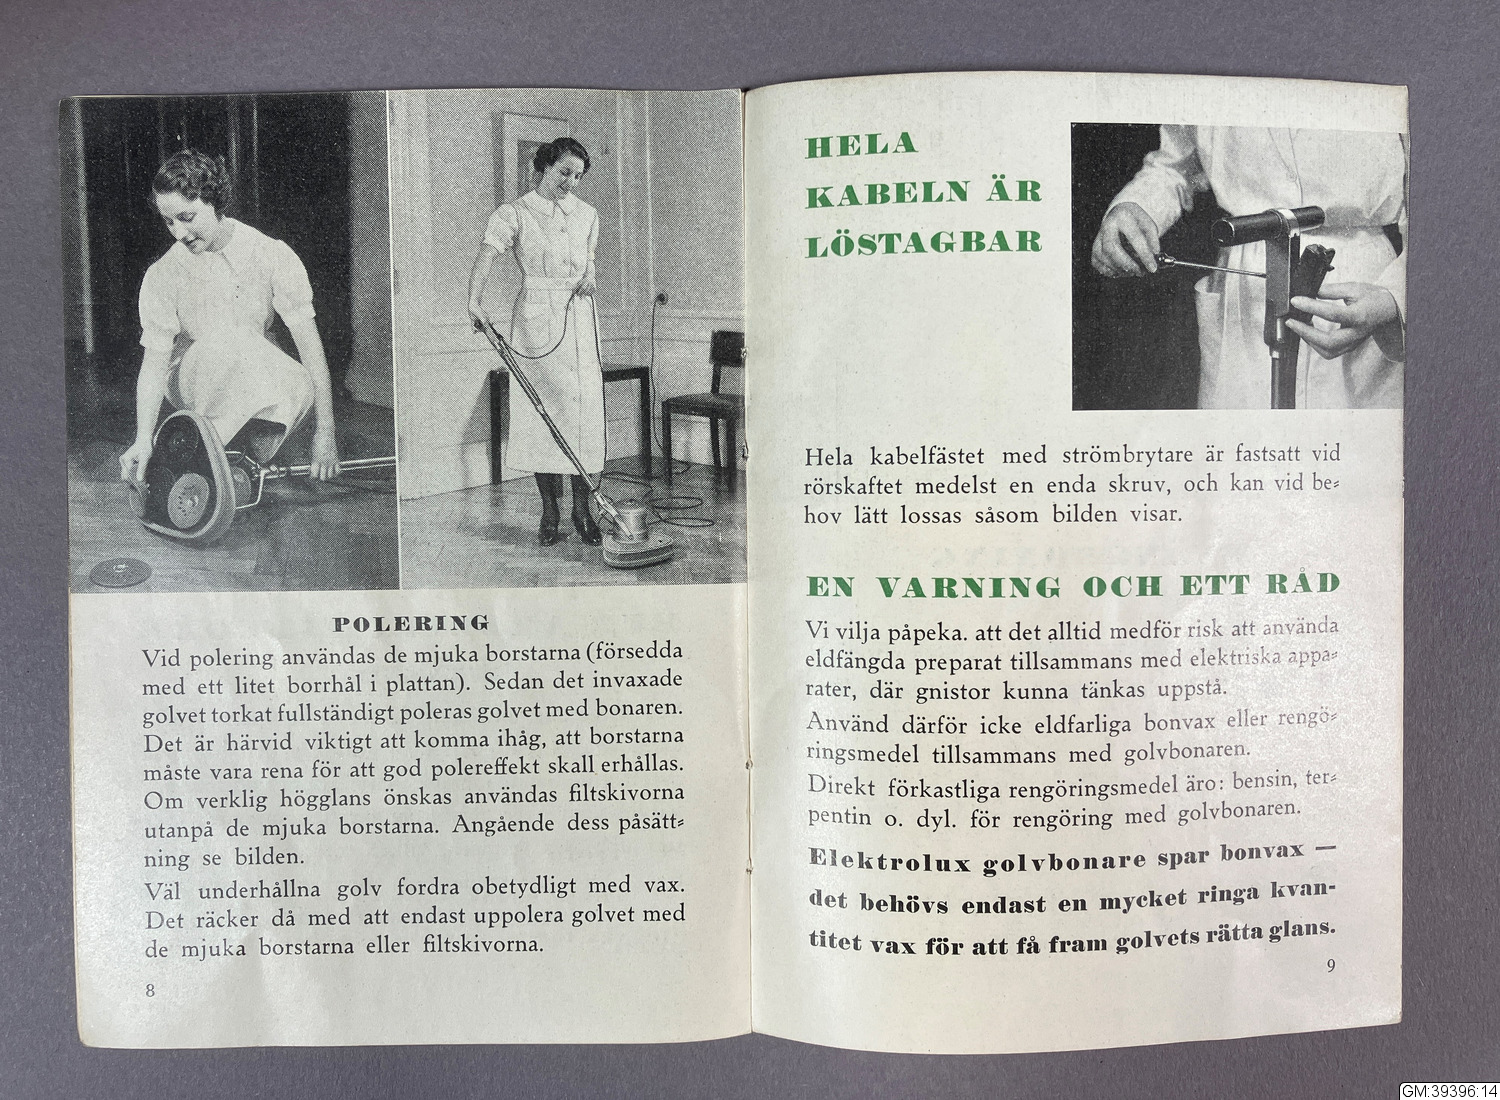 POLERING
Vid polering användas de mjuka borstarna (försedda
med ett litet borrhål i plattan). Sedan det invaxade
golvet torkat fullständigt poleras golvet med bonaren.
Det är härvid viktigt att komma ihåg, att borstarna
måste vara rena för att god polereffekt skall erhållas.
Om verklig högglans önskas användas filtskivorna
utanpå de mjuka borstarna. Angående dess påsätt-
ning se bilden.
Väl underhållna golv fordra obetydligt med vax.
Det räcker då med att endast uppolera golvet med
de mjuka borstarna eller filtskivorna.
8
HELA
KABELN ÄR
LÖSTAGBAR
Hela kabelfästet med strömbrytare är fastsatt vid
rörskaftet medelst en enda skruv, och kan vid be-
hov lätt lossas såsom bilden visar.
EN VARNING OCH ETT RÅD
Vi vilja påpeka. att det alltid medför risk att använda
eldfängda preparat tillsammans med elektriska appa-
rater, där gnistor kunna tänkas uppstå.
Använd därför icke eldfarliga bonvax eller rengö-
ringsmedel tillsammans med golvbonaren.
Direkt förkastliga rengöringsmedel äro: bensin, ter-
pentin o. dyl. för rengöring med golvbonaren.
Elektrolux golvbonare spar bonvax —
det behövs endast en mycket ringa kvan-
titet vax för att få fram golvets rätta glans.
9
GM:39396:14